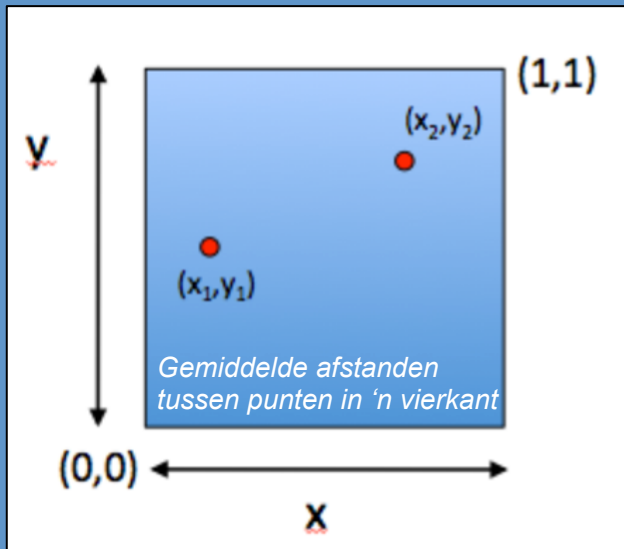 (1,1)
y
(x₂,y₂)
(x₁,y₁)
Gemiddelde afstanden
tussen punten in ‘n vierkant
(0,0)
x